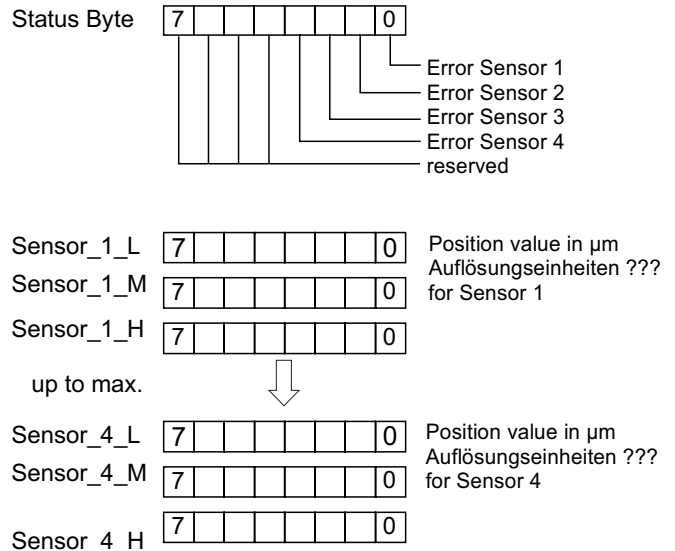 Status Byte 7 0
Error Sensor 1
Error Sensor 2
Error Sensor 3
Error Sensor 4
reserved
Sensor_1_L 7 0 Position value in µm
Auflösungseinheiten ???
Sensor_1_M 7 0 for Sensor 1
Sensor_1_H 7 0
up to max.
Sensor_4_L 7 0 Position value in µm
Auflösungseinheiten ???
Sensor_4_M 7 0 for Sensor 4
Sensor_4_H 7 0